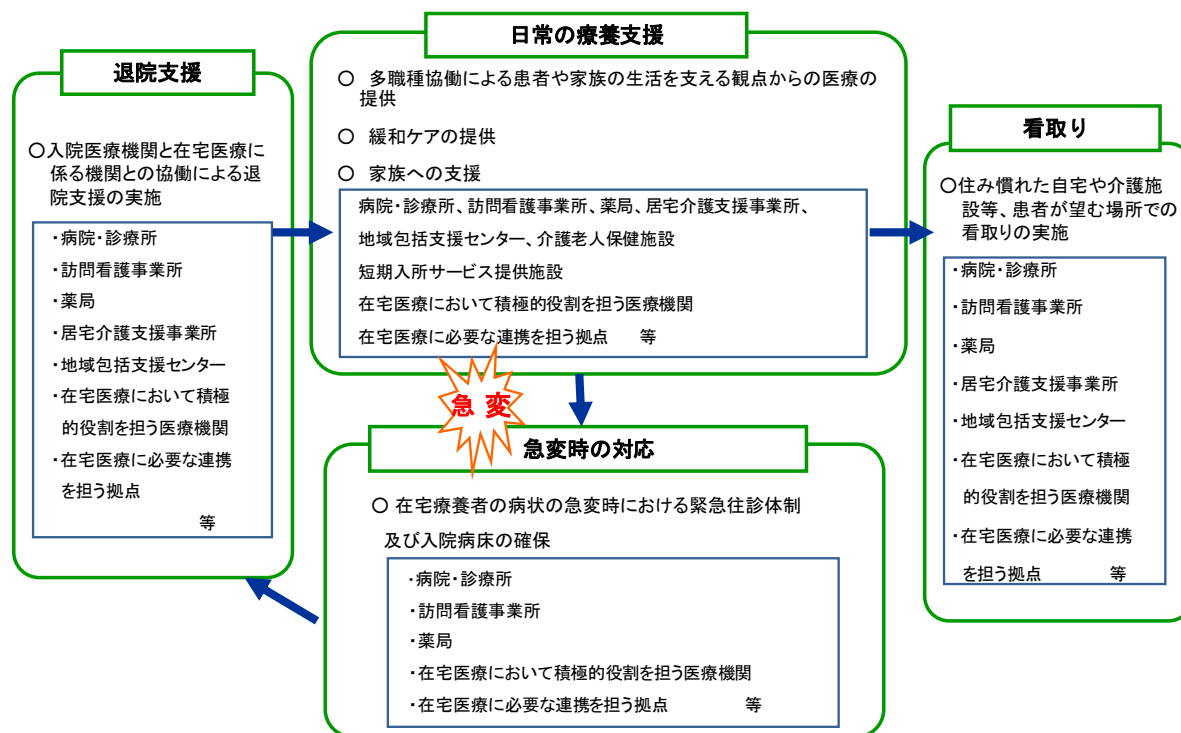 退院支援
○入院医療機関と在宅医療に
係る機関との協働による退
院支援の実施
・病院・診療所
・訪問看護事業所
・薬局
・居宅介護支援事業所
・地域包括支援センター
・在宅医療において積極
的役割を担う医療機関
・在宅医療に必要な連携
を担う拠点
等
日常の療養支援
○ 多職種協働による患者や家族の生活を支える観点からの医療の
提供
○ 緩和ケアの提供
○ 家族への支援
病院・診療所、訪問看護事業所、薬局、居宅介護支援事業所、
地域包括支援センター、介護老人保健施設
短期入所サービス提供施設
在宅医療において積極的役割を担う医療機関
在宅医療に必要な連携を担う拠点 等
急変
急変時の対応
○ 在宅療養者の病状の急変時における緊急往診体制
及び入院病床の確保
・病院・診療所
・訪問看護事業所
・薬局
・在宅医療において積極的役割を担う医療機関
・在宅医療に必要な連携を担う拠点 等
看取り
○住み慣れた自宅や介護施
設等、患者が望む場所での
看取りの実施
・病院・診療所
・訪問看護事業所
・薬局
・居宅介護支援事業所
・地域包括支援センター
・在宅医療において積極
的役割を担う医療機関
・在宅医療に必要な連携
を担う拠点 等